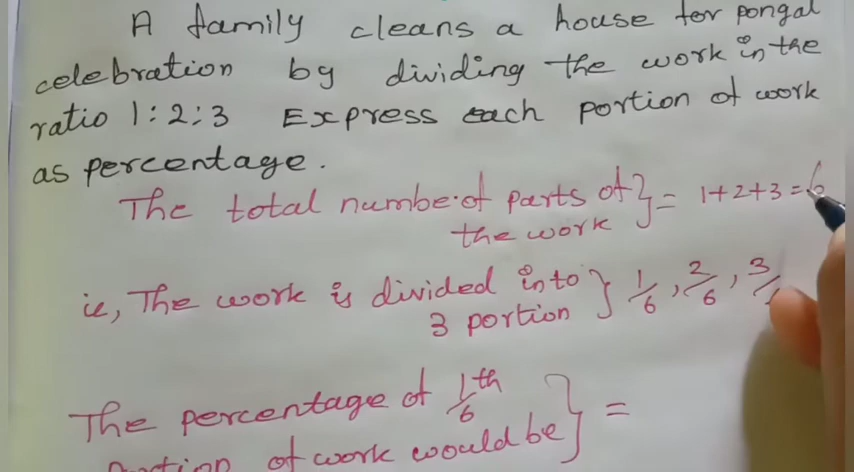 A family cleans a house for pongal
celebration by dividing the work in the
ratio 1:2:3 Express each portion of work
as percentage.
The total number of parts of the work } = 1+2+3 = 6
ie, The work is divided into 3 portion } 1/6, 2/6, 3/
The percentage of 1/6 th
of work would be } =